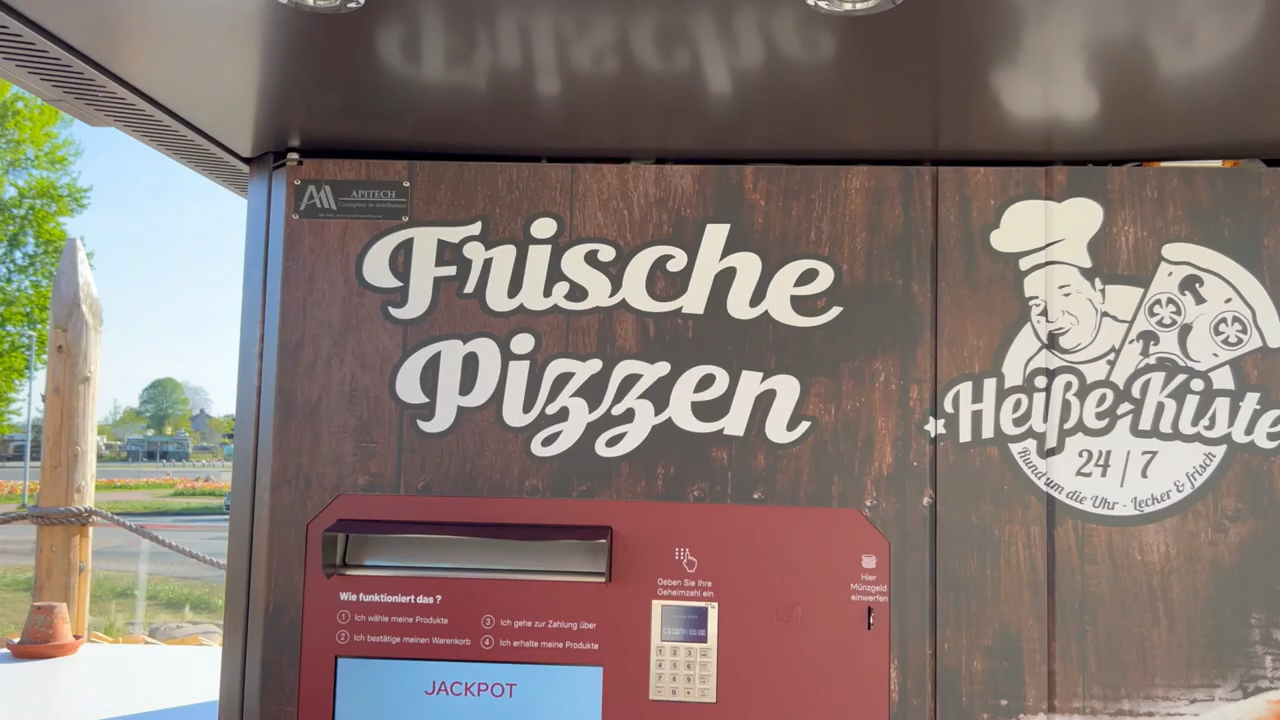 APITECH
Frische
Pizzen
Heiße-Kiste
24 | 7
Rund um die Uhr - Lecker & frisch
Geben Sie Ihre
Geheimzahl ein
Hier
Münzgeld
einwerfen
Wie funktioniert das ?
1 Ich wähle meine Produkte
2 Ich bestätige meinen Warenkorb
3 Ich gehe zur Zahlung über
4 Ich erhalte meine Produkte
JACKPOT